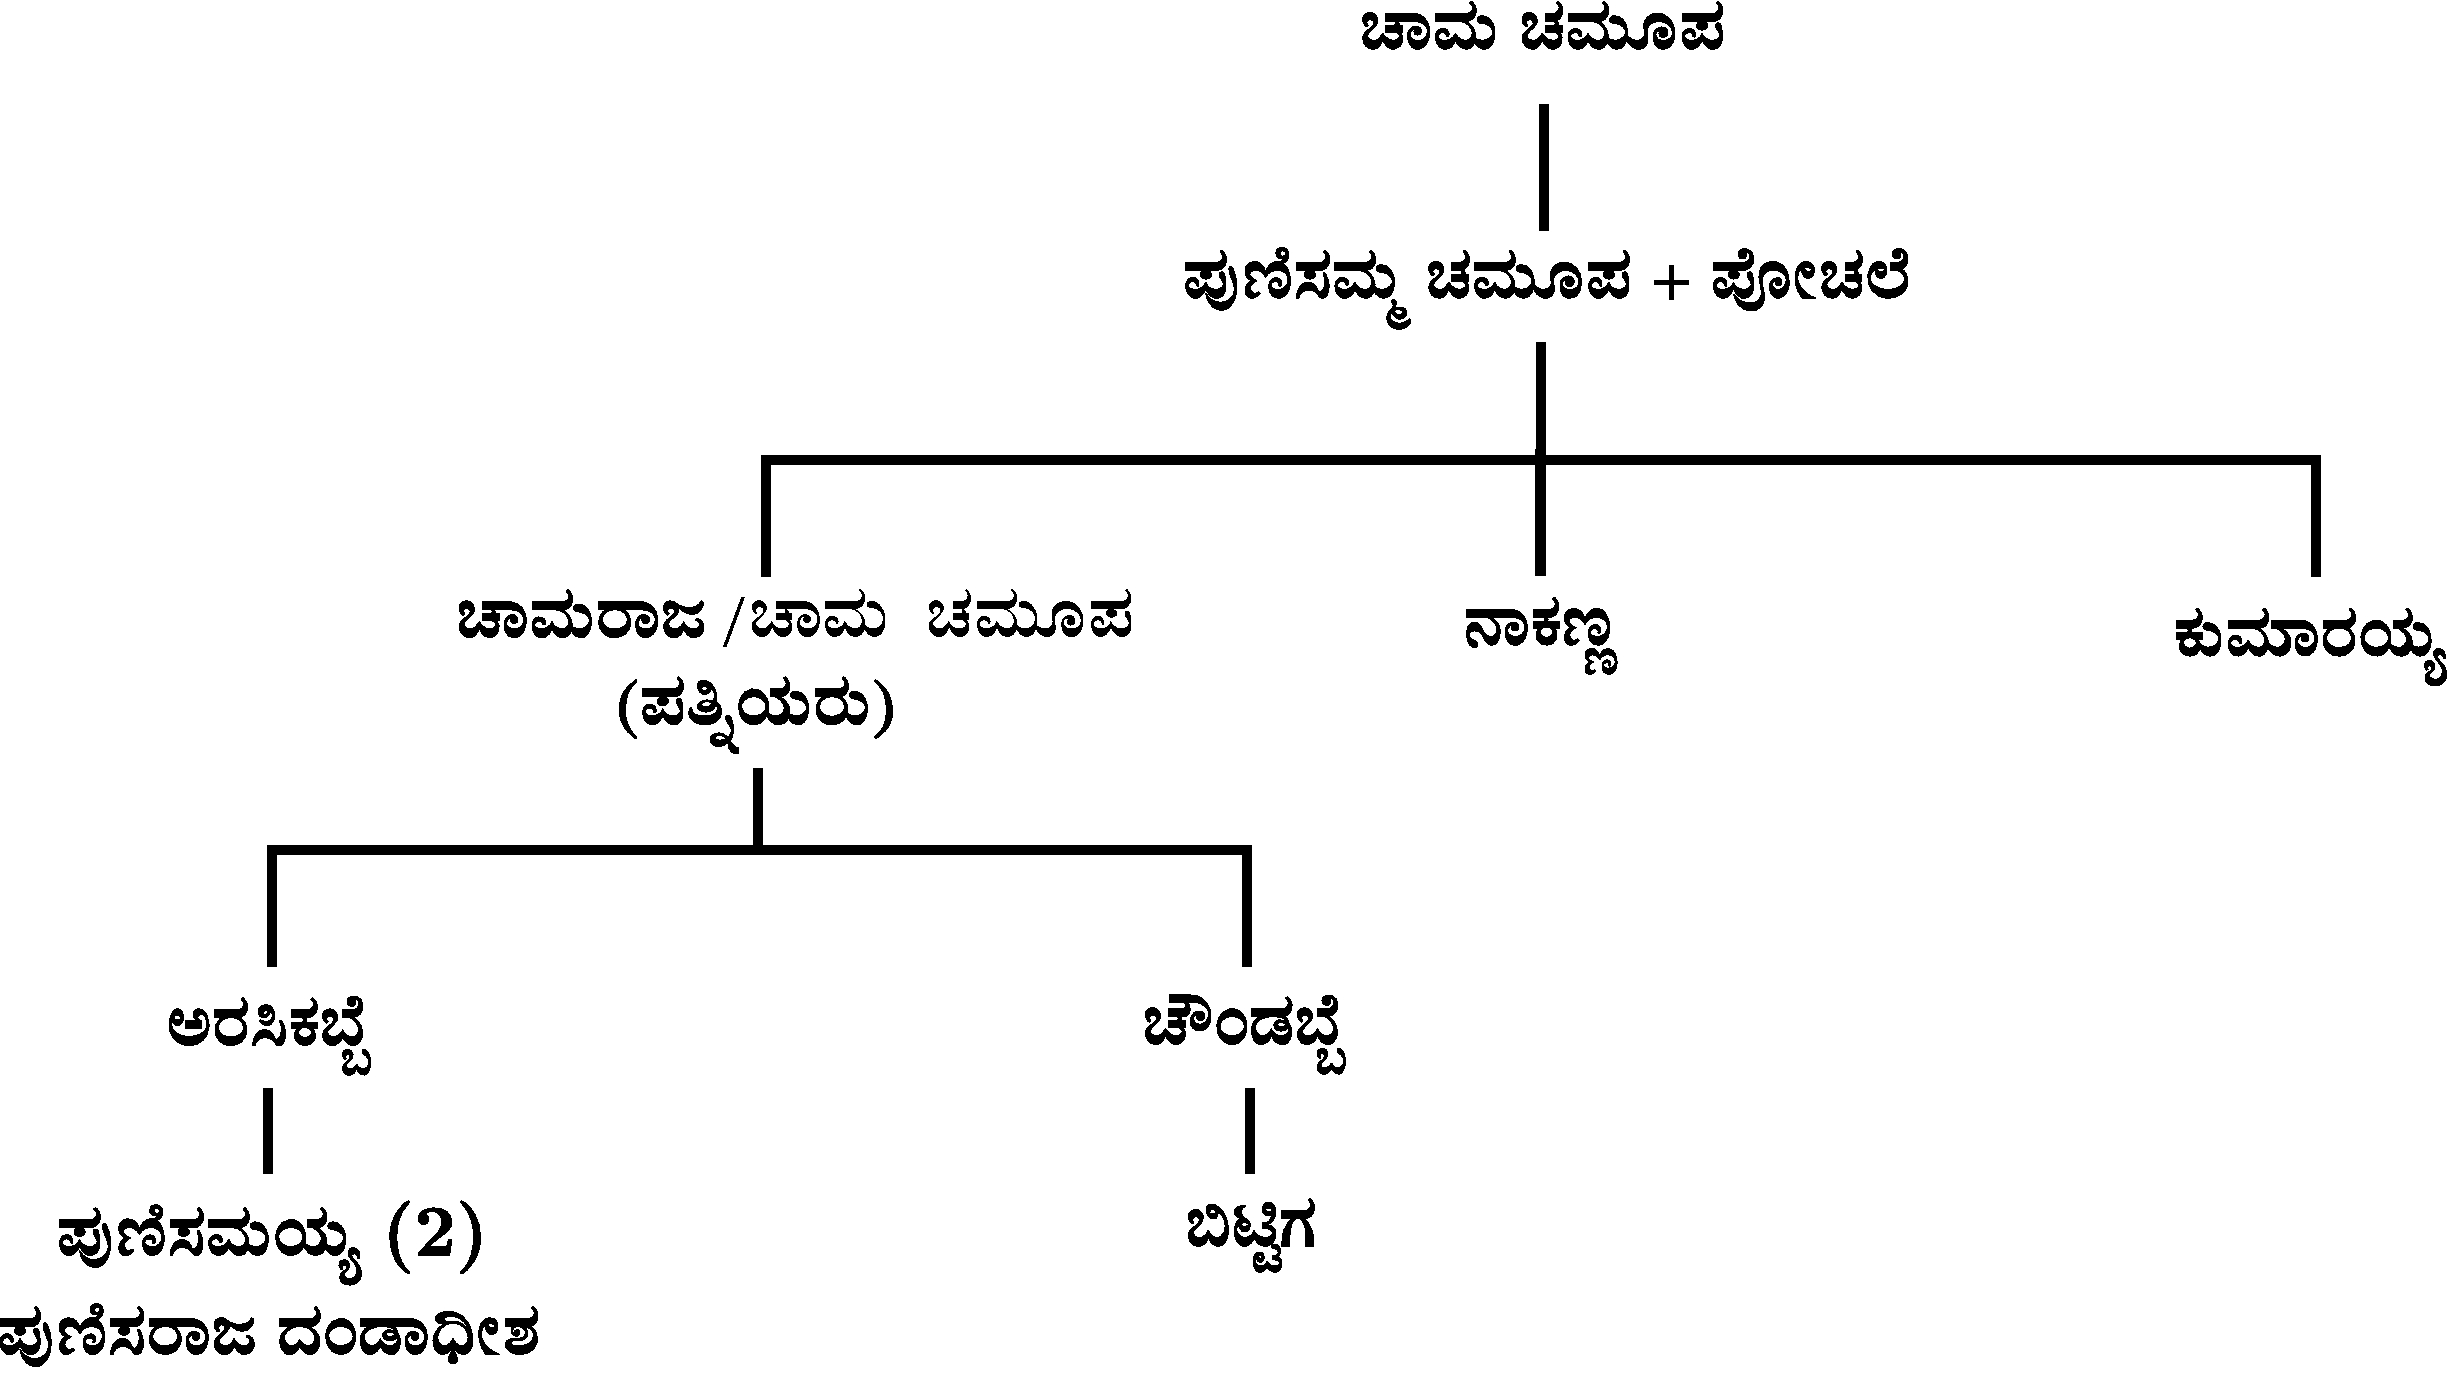 ಚಾಮ ಚಮೂಪ
ಪುಣಿಸಮ್ಮ ಚಮೂಪ + ಪೋಚಲೆ
ಚಾಮರಾಜ /ಚಾಮ ಚಮೂಪ
(ಪತ್ನಿಯರು)
ನಾಕಣ್ಣ
ಕುಮಾರಯ್ಯ
ಅರಸಿಕಬ್ಬೆ
ಚೌಂಡಬ್ಬೆ
ಪುಣಿಸಮಯ್ಯ (2)
ಪುಣಿಸರಾಜ ದಂಡಾಧೀಶ
ಬಿಟ್ಟಿಗ